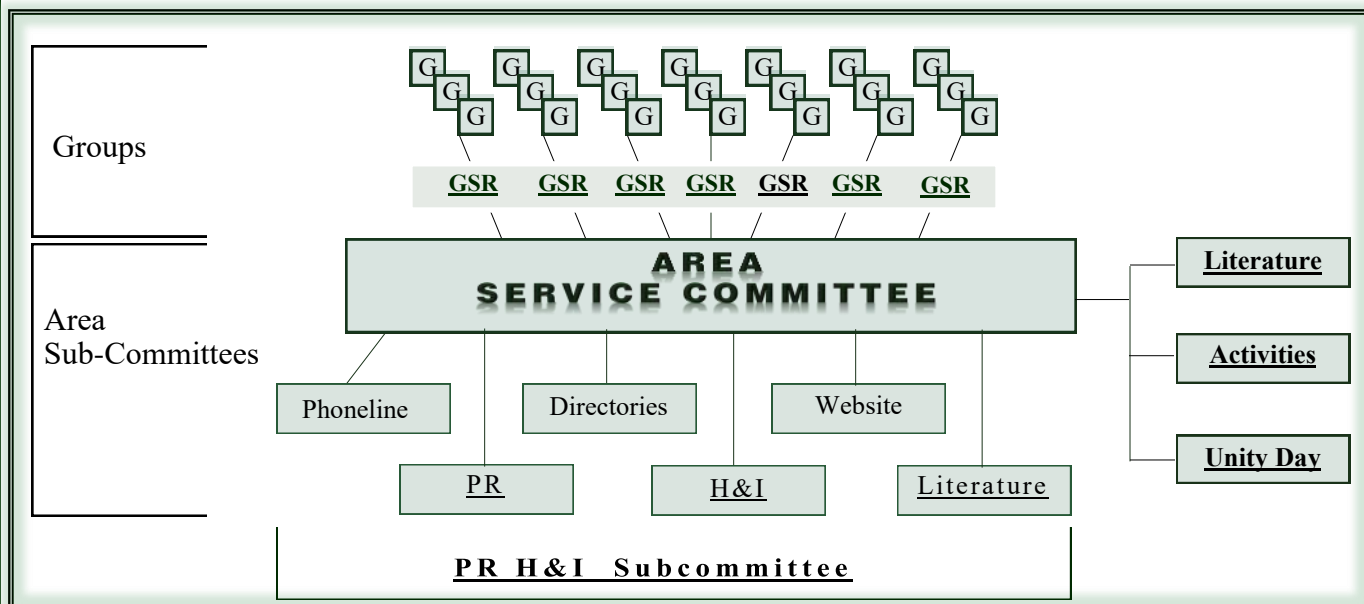 G G G G G G G
G G G G G G G
G G G G G G G
Groups
GSR GSR GSR GSR GSR GSR GSR
AREA
SERVICE COMMITTEE
Literature
Area
Sub-Committees
Activities
Phoneline Directories Website
Unity Day
PR H&I Literature
PR H&I Subcommittee